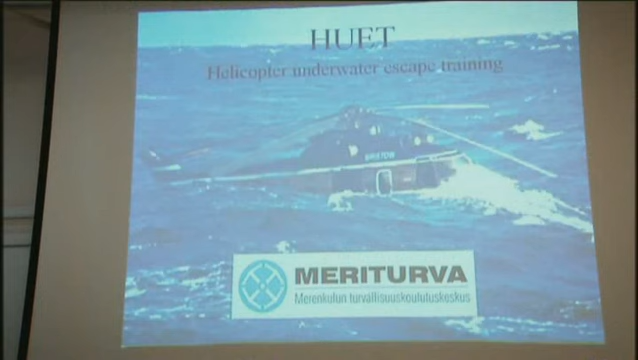 HUET
Helicopter underwater escape training
MERITURVA
Merenkulun turvallisuuskoulutuskeskus